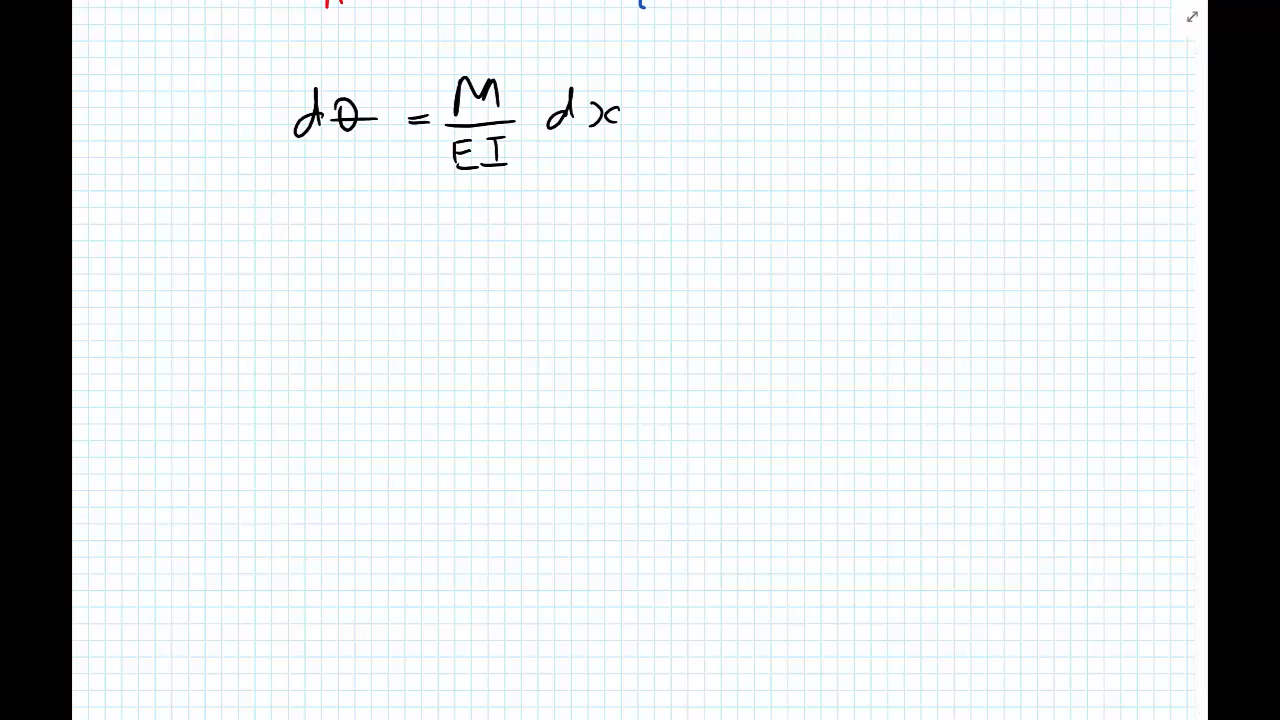 dθ = M/EI dx